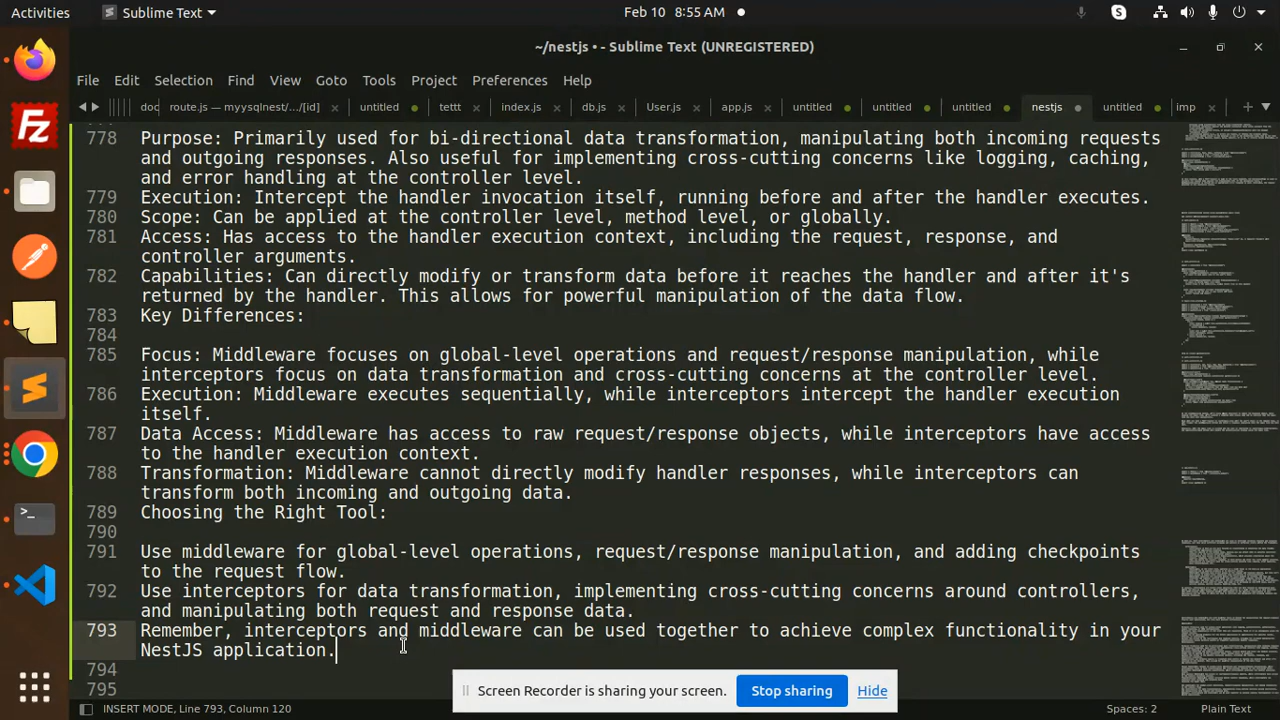 Activities Sublime Text Feb 10 8:55 AM
~/nestjs • - Sublime Text (UNREGISTERED)
File Edit Selection Find View Goto Tools Project Preferences Help
doc route.js — myysqlnest/.../[id] untitled tettt index.js db.js User.js app.js untitled untitled untitled nestjs untitled imp
778 Purpose: Primarily used for bi-directional data transformation, manipulating both incoming requests
and outgoing responses. Also useful for implementing cross-cutting concerns like logging, caching,
and error handling at the controller level.
779 Execution: Intercept the handler invocation itself, running before and after the handler executes.
780 Scope: Can be applied at the controller level, method level, or globally.
781 Access: Has access to the handler execution context, including the request, response, and
controller arguments.
782 Capabilities: Can directly modify or transform data before it reaches the handler and after it's
returned by the handler. This allows for powerful manipulation of the data flow.
783 Key Differences:
784
785 Focus: Middleware focuses on global-level operations and request/response manipulation, while
interceptors focus on data transformation and cross-cutting concerns at the controller level.
786 Execution: Middleware executes sequentially, while interceptors intercept the handler execution
itself.
787 Data Access: Middleware has access to raw request/response objects, while interceptors have access
to the handler execution context.
788 Transformation: Middleware cannot directly modify handler responses, while interceptors can
transform both incoming and outgoing data.
789 Choosing the Right Tool:
790
791 Use middleware for global-level operations, request/response manipulation, and adding checkpoints
to the request flow.
792 Use interceptors for data transformation, implementing cross-cutting concerns around controllers,
and manipulating both request and response data.
793 Remember, interceptors and middleware can be used together to achieve complex functionality in your
NestJS application.
794
795
Screen Recorder is sharing your screen. Stop sharing Hide
INSERT MODE, Line 793, Column 120 Spaces: 2 Plain Text